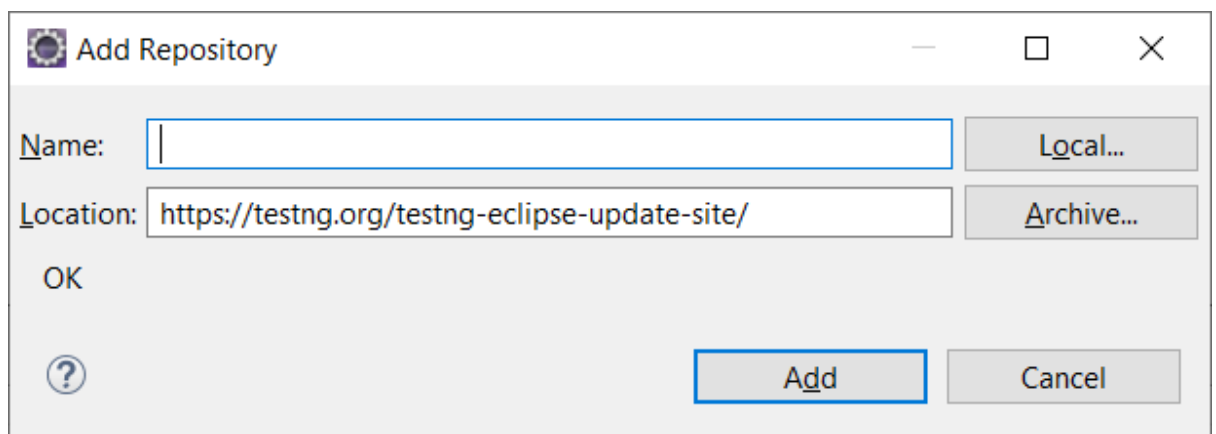 Add Repository
Name: Local...
Location: https://testng.org/testng-eclipse-update-site/ Archive...
OK
? Add Cancel